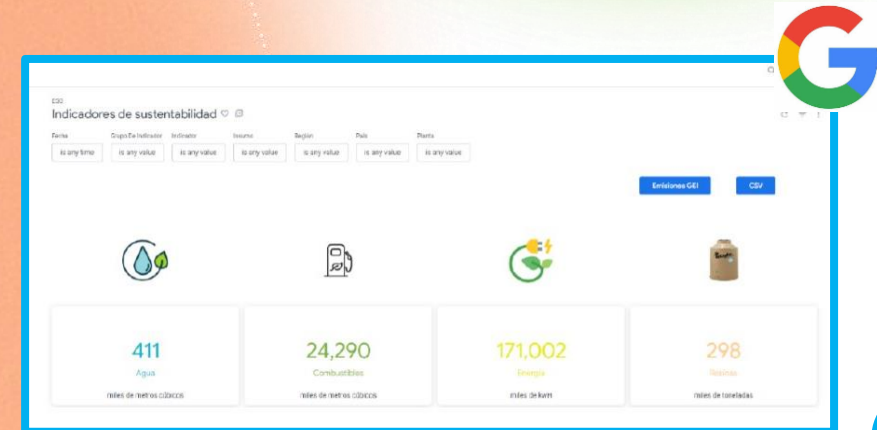 ESG
Indicadores de sustentabilidad
Fecha Grupo De Indicador Indicador Insumo Region País Planta
is any time is any value is any value is any value is any value is any value is any value
Emisiones GEI CSV
411 24,290 171,002 298
Agua Combustibles Energía Resinas
miles de metros cúbicos miles de metros cúbicos miles de kWH miles de toneladas